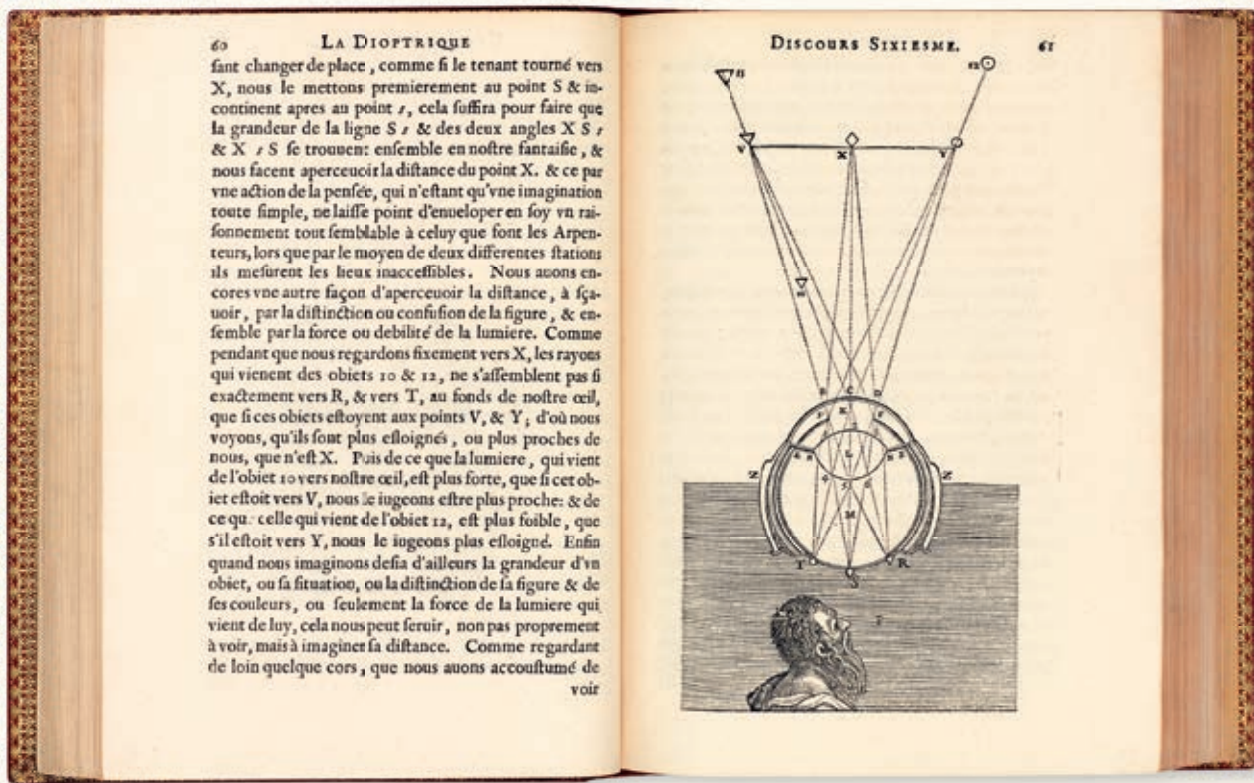 60 LA DIOPTRIQUE
ſant changer de place, comme ſi le tenant tourné vers
X, nous le mettons premierement au point S & in-
continent apres au point ſ, cela ſuffira pour faire que
la grandeur de la ligne S ſ & des deux angles X S ſ
& X ſ S ſe trouuent enſemble en noſtre fantaiſie, &
nous facent aperceuoir la diſtance du point X. & ce par
vne action de la penſée, qui n'eſtant qu'vne imagination
toute ſimple, ne laiſſe point d'enueloper en ſoy vn rai-
ſonnement tout ſemblable à celuy que font les Arpen-
teurs, lors que par le moyen de deux differentes ſtations
ils meſurent les lieux inacceſſibles. Nous auons en-
cores vne autre façon d'aperceuoir la diſtance, à ſça-
uoir, par la diſtinction ou confuſion de la figure, & en-
ſemble par la force ou debilité de la lumiere. Comme
pendant que nous regardons fixement vers X, les rayons
qui vienent des obiets 10 & 12, ne s'aſſemblent pas ſi
exactement vers R, & vers T, au fonds de noſtre œil,
que ſi ces obiets eſtoyent aux points V, & Y; d'où nous
voyons, qu'ils ſont plus eſloignés, ou plus proches de
nous, que n'eſt X. Puis de ce que la lumiere, qui vient
de l'obiet 10 vers noſtre œil, eſt plus forte, que ſi cet ob-
iet eſtoit vers V, nous le iugeons eſtre plus proche: & de
ce que celle qui vient de l'obiet 12, eſt plus foible, que
s'il eſtoit vers Y, nous le iugeons plus eſloigné. Enfin
quand nous imaginons deſia d'ailleurs la grandeur d'vn
obiet, ou ſa ſituation, ou la diſtinction de ſa figure & de
ſes couleurs, ou ſeulement la force de la lumiere qui
vient de luy, cela nous peut ſeruir, non pas proprement
à voir, mais à imaginer ſa diſtance. Comme regardant
de loin quelque cors, que nous auons accouſtumé de
voir
DISCOURS SIXIESME. 61
12
V X Y
B C D
K
L
Z Z
M
T R
S